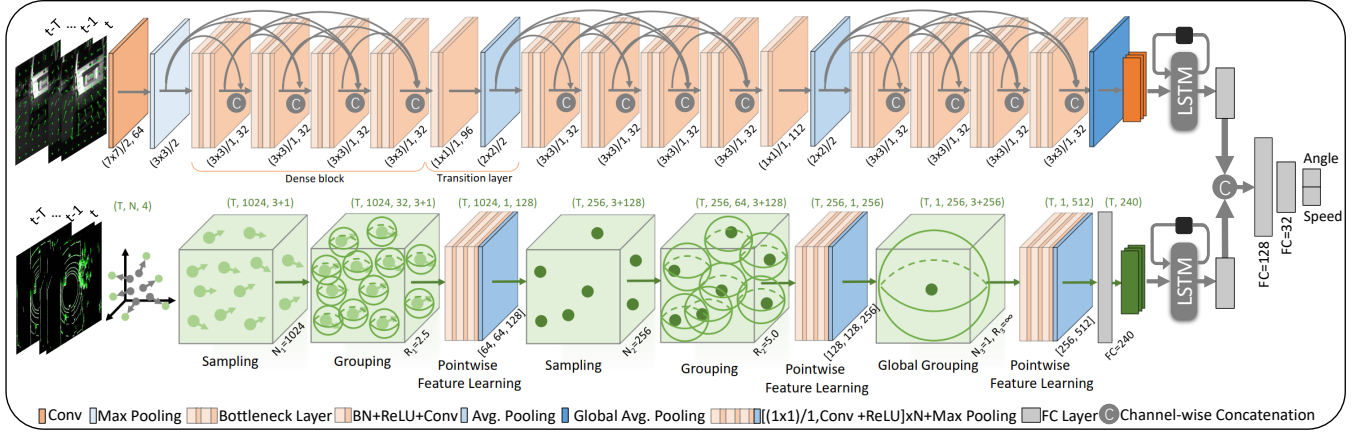 t-T ... t-1 t
(7x7)/2, 64
(3x3)/2
(3x3)/1, 32
(3x3)/1, 32
(3x3)/1, 32
(3x3)/1, 32
(1x1)/1, 96
(2x2)/2
(3x3)/1, 32
(3x3)/1, 32
(3x3)/1, 32
(3x3)/1, 32
(1x1)/1, 112
(2x2)/2
(3x3)/1, 32
(3x3)/1, 32
(3x3)/1, 32
(3x3)/1, 32
C C C C C C C C C C C C
LSTM
Dense block
Transition layer
C
FC=128
FC=32
Angle
Speed
t-T ... t-1 t
(T, N, 4)
(T, 1024, 3+1)
(T, 1024, 32, 3+1)
(T, 1024, 1, 128)
(T, 256, 3+128)
(T, 256, 64, 3+128)
(T, 256, 1, 256)
(T, 1, 256, 3+256)
(T, 1, 512)
(T, 240)
LSTM
N1=1024
R1=2.5
[64, 64, 128]
N2=256
R2=5.0
[128, 128, 256]
N3=1, R3=∞
[256, 512]
FC=240
Sampling
Grouping
Pointwise Feature Learning
Sampling
Grouping
Pointwise Feature Learning
Global Grouping
Pointwise Feature Learning
Conv Max Pooling Bottleneck Layer BN+ReLU+Conv Avg. Pooling Global Avg. Pooling [(1x1)/1,Conv +ReLU]xN+Max Pooling FC Layer C Channel-wise Concatenation